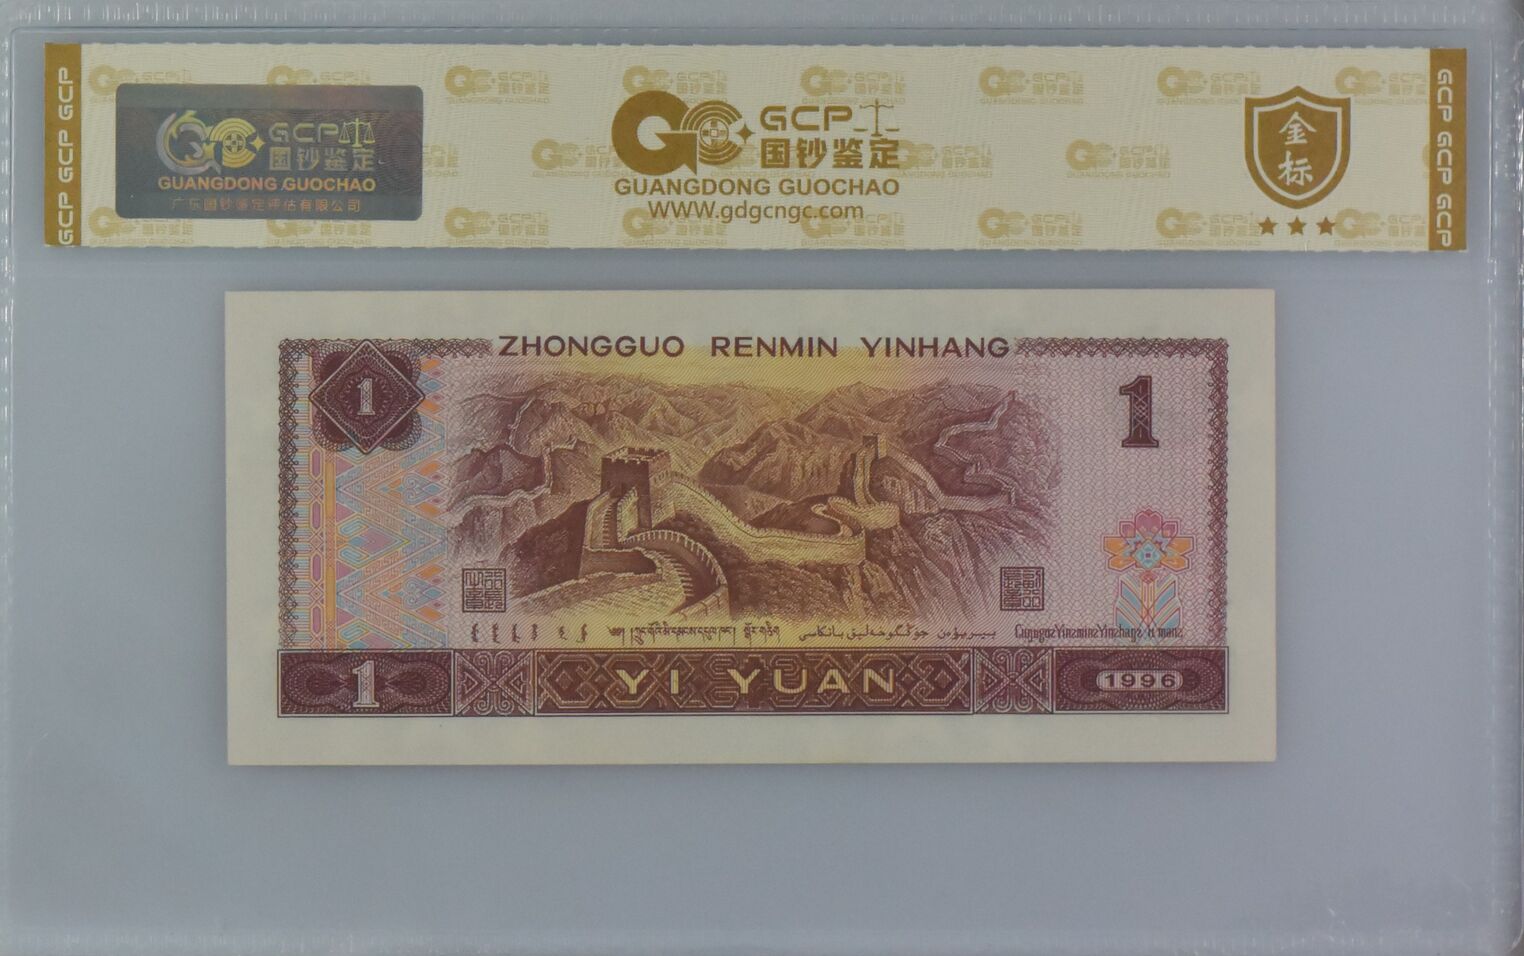 GCP GCP GCP
GCP
国钞鉴定
GUANGDONG GUOCHAO
广东国钞鉴定评估有限公司
GCP
国钞鉴定
GUANGDONG GUOCHAO
WWW.gdgcngc.com
金标
GCP GCP GCP
ZHONGGUO RENMIN YINHANG
1
1
1
YI YUAN
1996